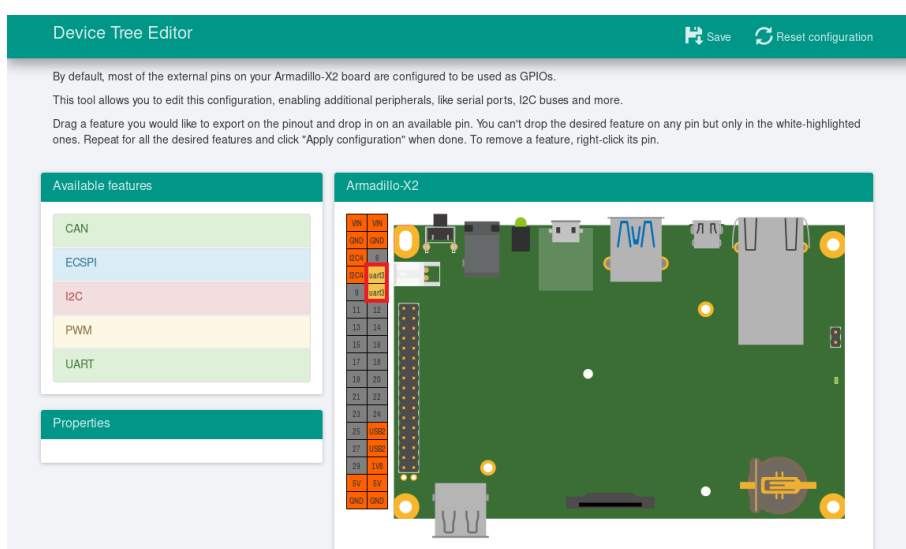 Device Tree Editor
Save
Reset configuration
By default, most of the external pins on your Armadillo-X2 board are configured to be used as GPIOs.
This tool allows you to edit this configuration, enabling additional peripherals, like serial ports, I2C buses and more.
Drag a feature you would like to export on the pinout and drop in on an available pin. You can't drop the desired feature on any pin but only in the white-highlighted
ones. Repeat for all the desired features and click "Apply configuration" when done. To remove a feature, right-click its pin.
Available features
CAN
ECSPI
I2C
PWM
UART
Properties
Armadillo-X2
VIN VIN
GND GND
I2C4 6
I2C4 uart3
9 uart3
11 12
13 14
15 16
17 18
19 20
21 22
23 24
25 USB2
27 USB2
29 1V8
5V 5V
GND GND